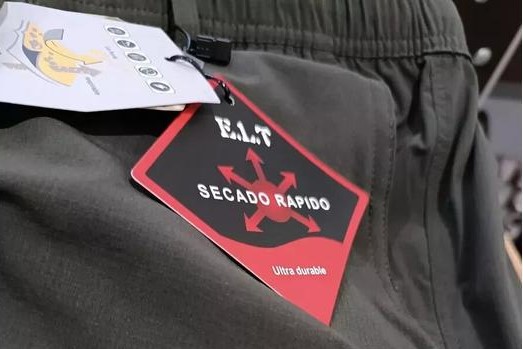 E.L.T
SECADO RAPIDO
Ultra durable